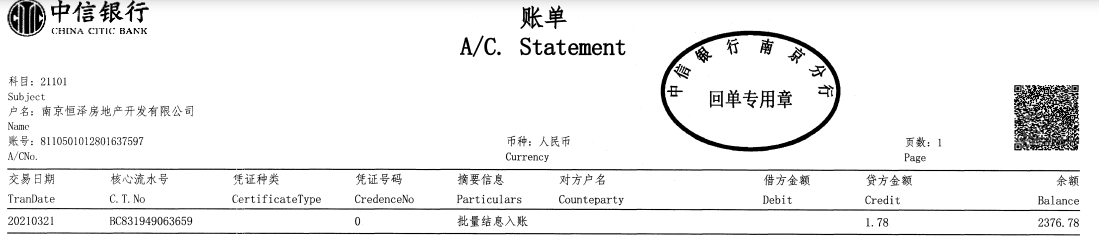 中信银行
CHINA CITIC BANK
账单
A/C. Statement
中信银行南京分行
回单专用章
科目：21101
Subject
户名：南京恒泽房地产开发有限公司
Name
账号：8110501012801637597 币种：人民币 页数：1
A/CNo. Currency Page
交易日期 核心流水号 凭证种类 凭证号码 摘要信息 对方户名 借方金额 贷方金额 余额
TranDate C.T.No CertificateType CredenceNo Particulars Counteparty Debit Credit Balance
20210321 BC831949063659 0 批量结息入账 1.78 2376.78